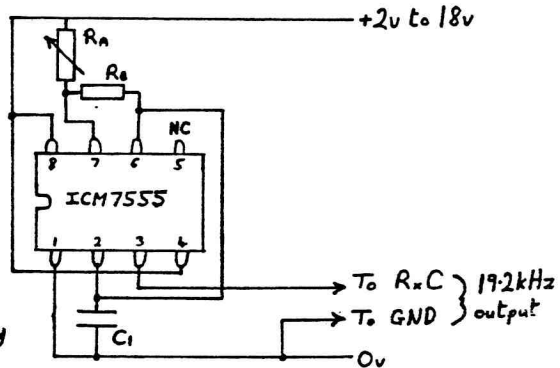 +2v to 18v
RA
RB
NC
8 7 6 5
ICM7555
1 2 3 4
To RxC
19.2kHz
To GND
output
C1
0v
y